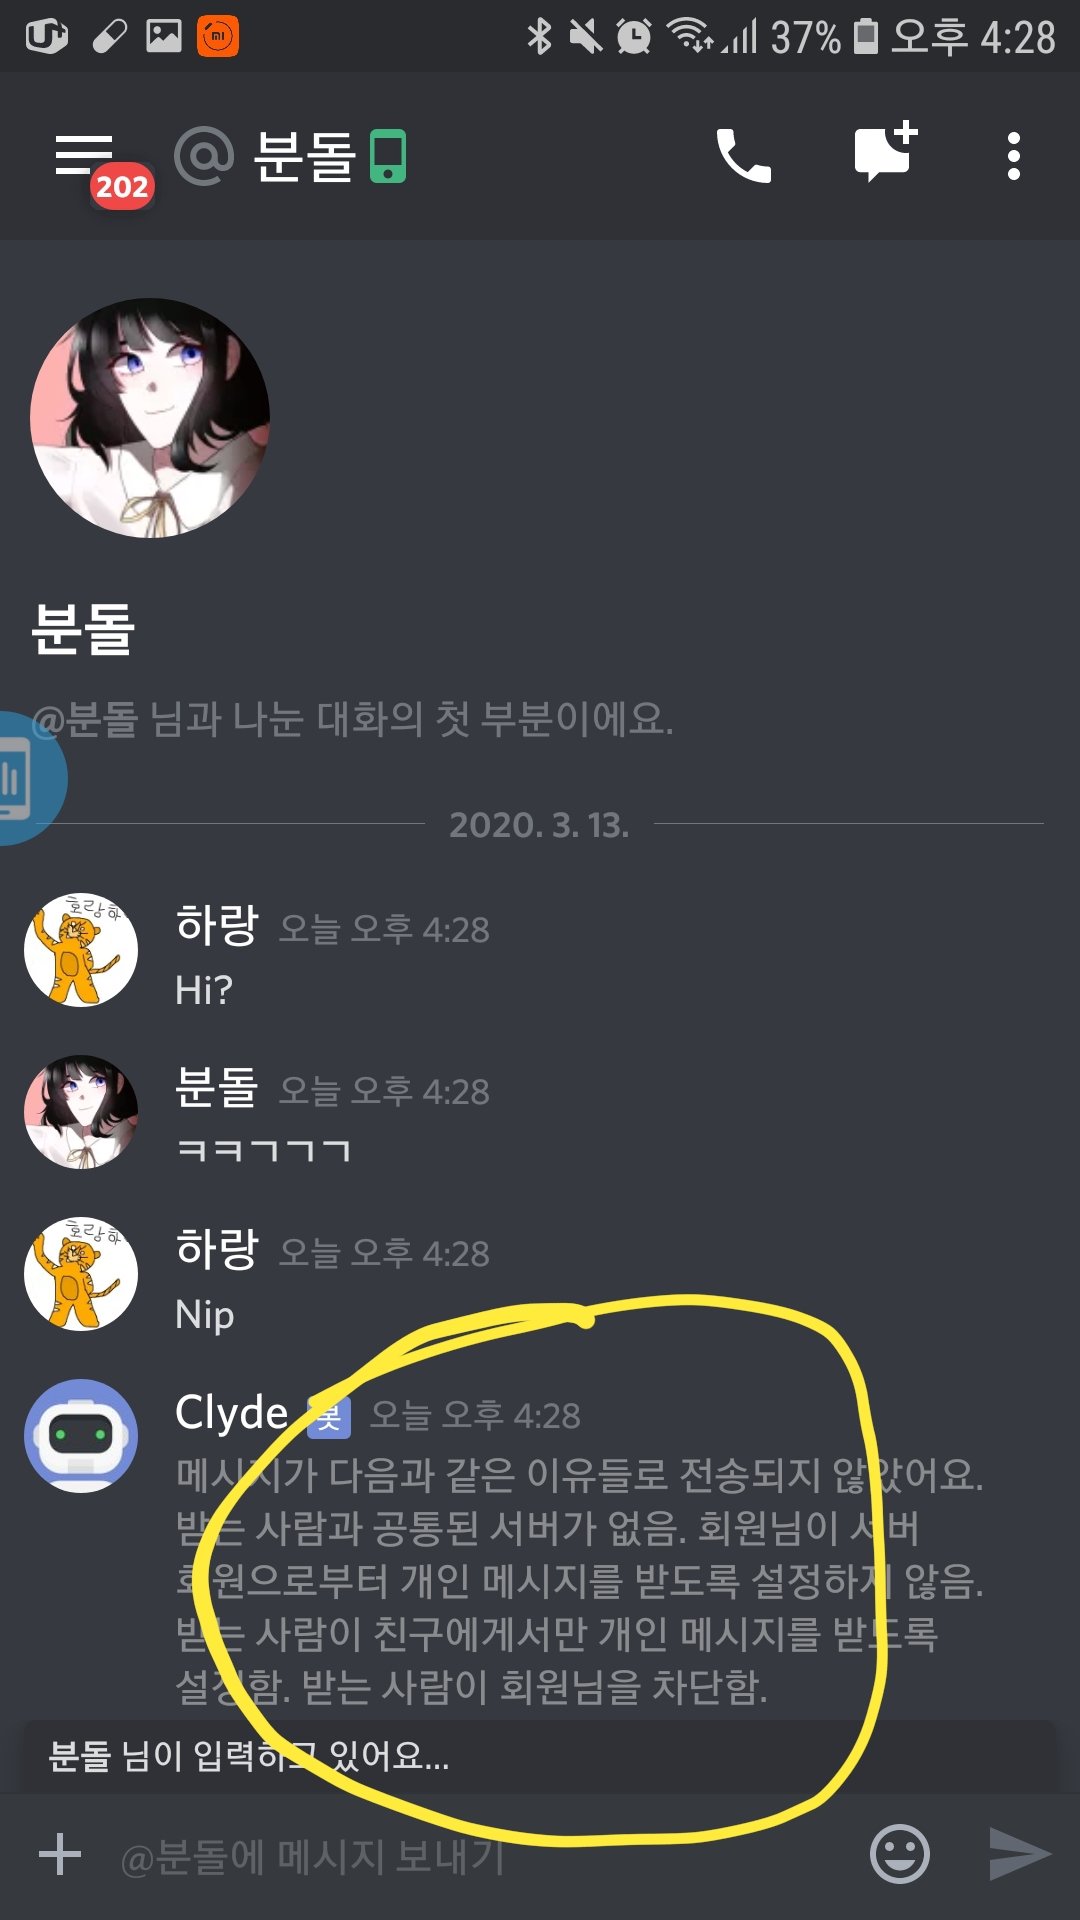 37% 오후 4:28
202
@ 분돌
분돌
@분돌 님과 나눈 대화의 첫 부분이에요.
2020. 3. 13.
하랑 오늘 오후 4:28
Hi?
분돌 오늘 오후 4:28
ㅋㅋㄱㄱㄱ
하랑 오늘 오후 4:28
Nip
Clyde 봇 오늘 오후 4:28
메시지가 다음과 같은 이유들로 전송되지 않았어요.
받는 사람과 공통된 서버가 없음. 회원님이 서버
회원으로부터 개인 메시지를 받도록 설정하지 않음.
받는 사람이 친구에게서만 개인 메시지를 받도록
설정함. 받는 사람이 회원님을 차단함.
분돌 님이 입력하고 있어요...
@분돌에 메시지 보내기